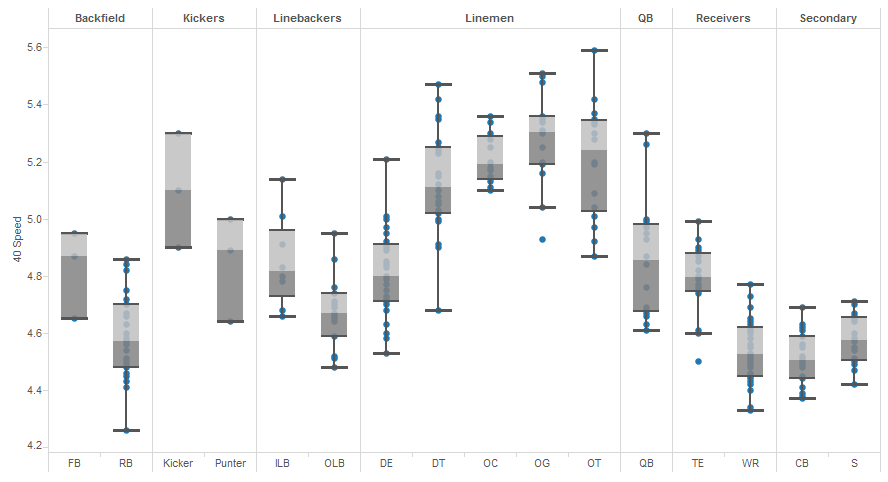 Backfield Kickers Linebackers Linemen QB Receivers Secondary
5.6
5.4
5.2
5.0
4.8
4.6
4.4
4.2
40 Speed
FB RB Kicker Punter ILB OLB DE DT OC OG OT QB TE WR CB S